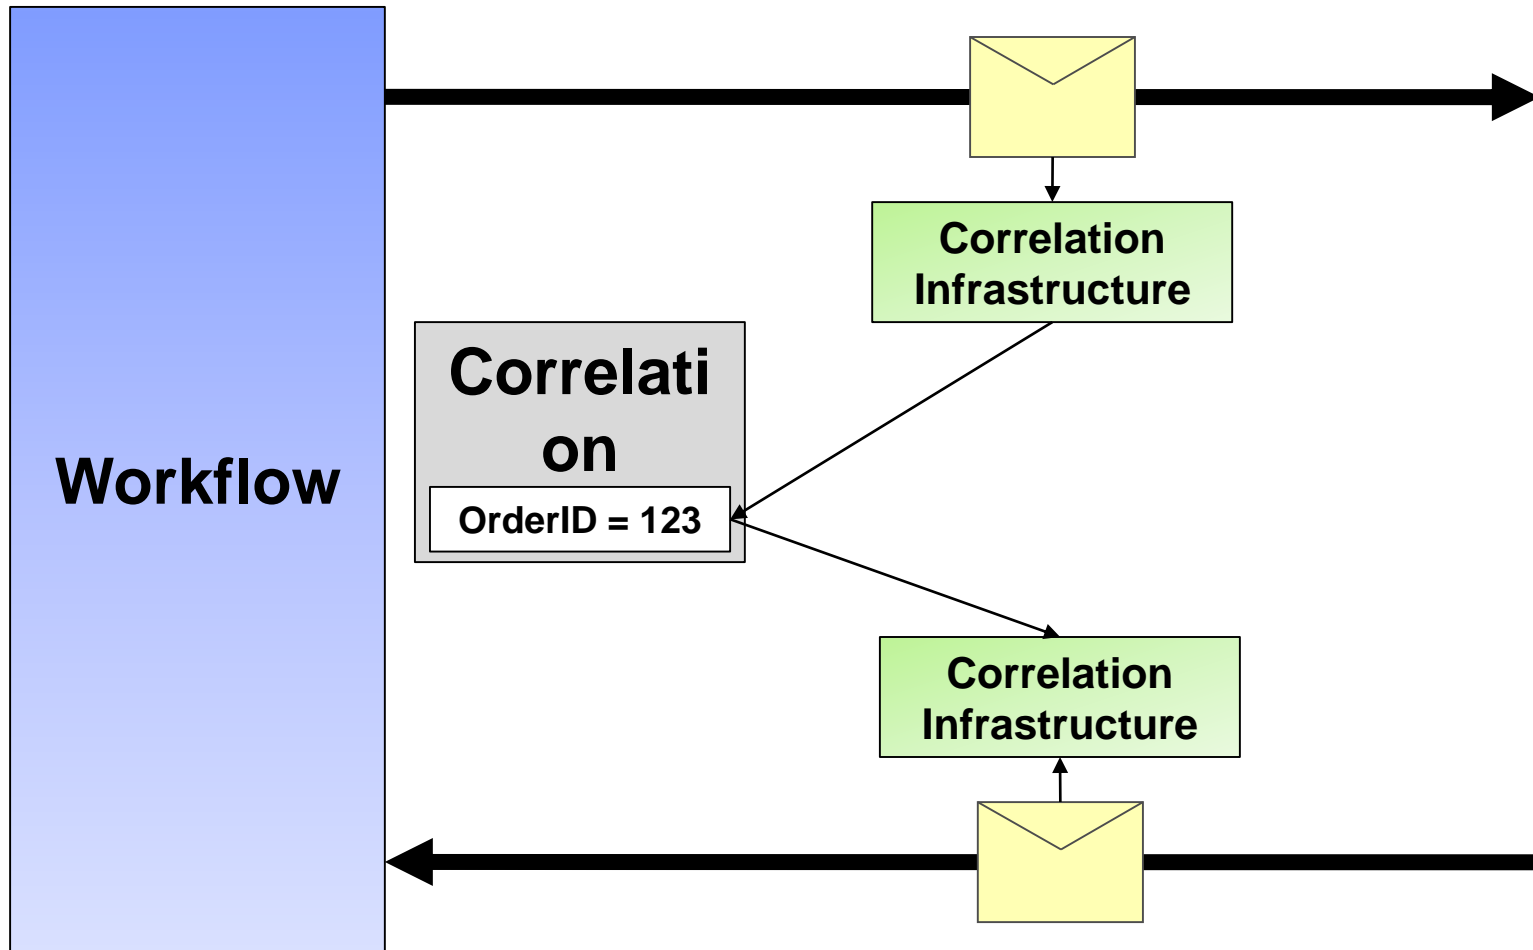 Correlation
Infrastructure
Correlati
on
Workflow
OrderID = 123
Correlation
Infrastructure